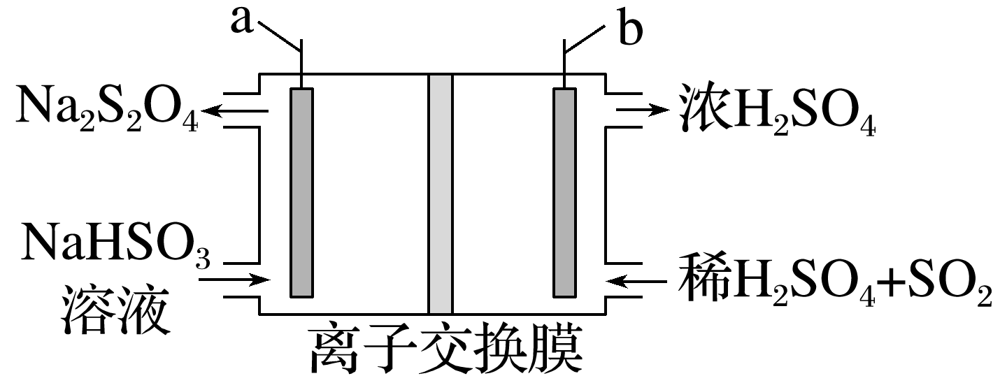 a
b
Na₂S₂O₄
浓H₂SO₄
NaHSO₃
溶液
稀H₂SO₄+SO₂
离子交换膜